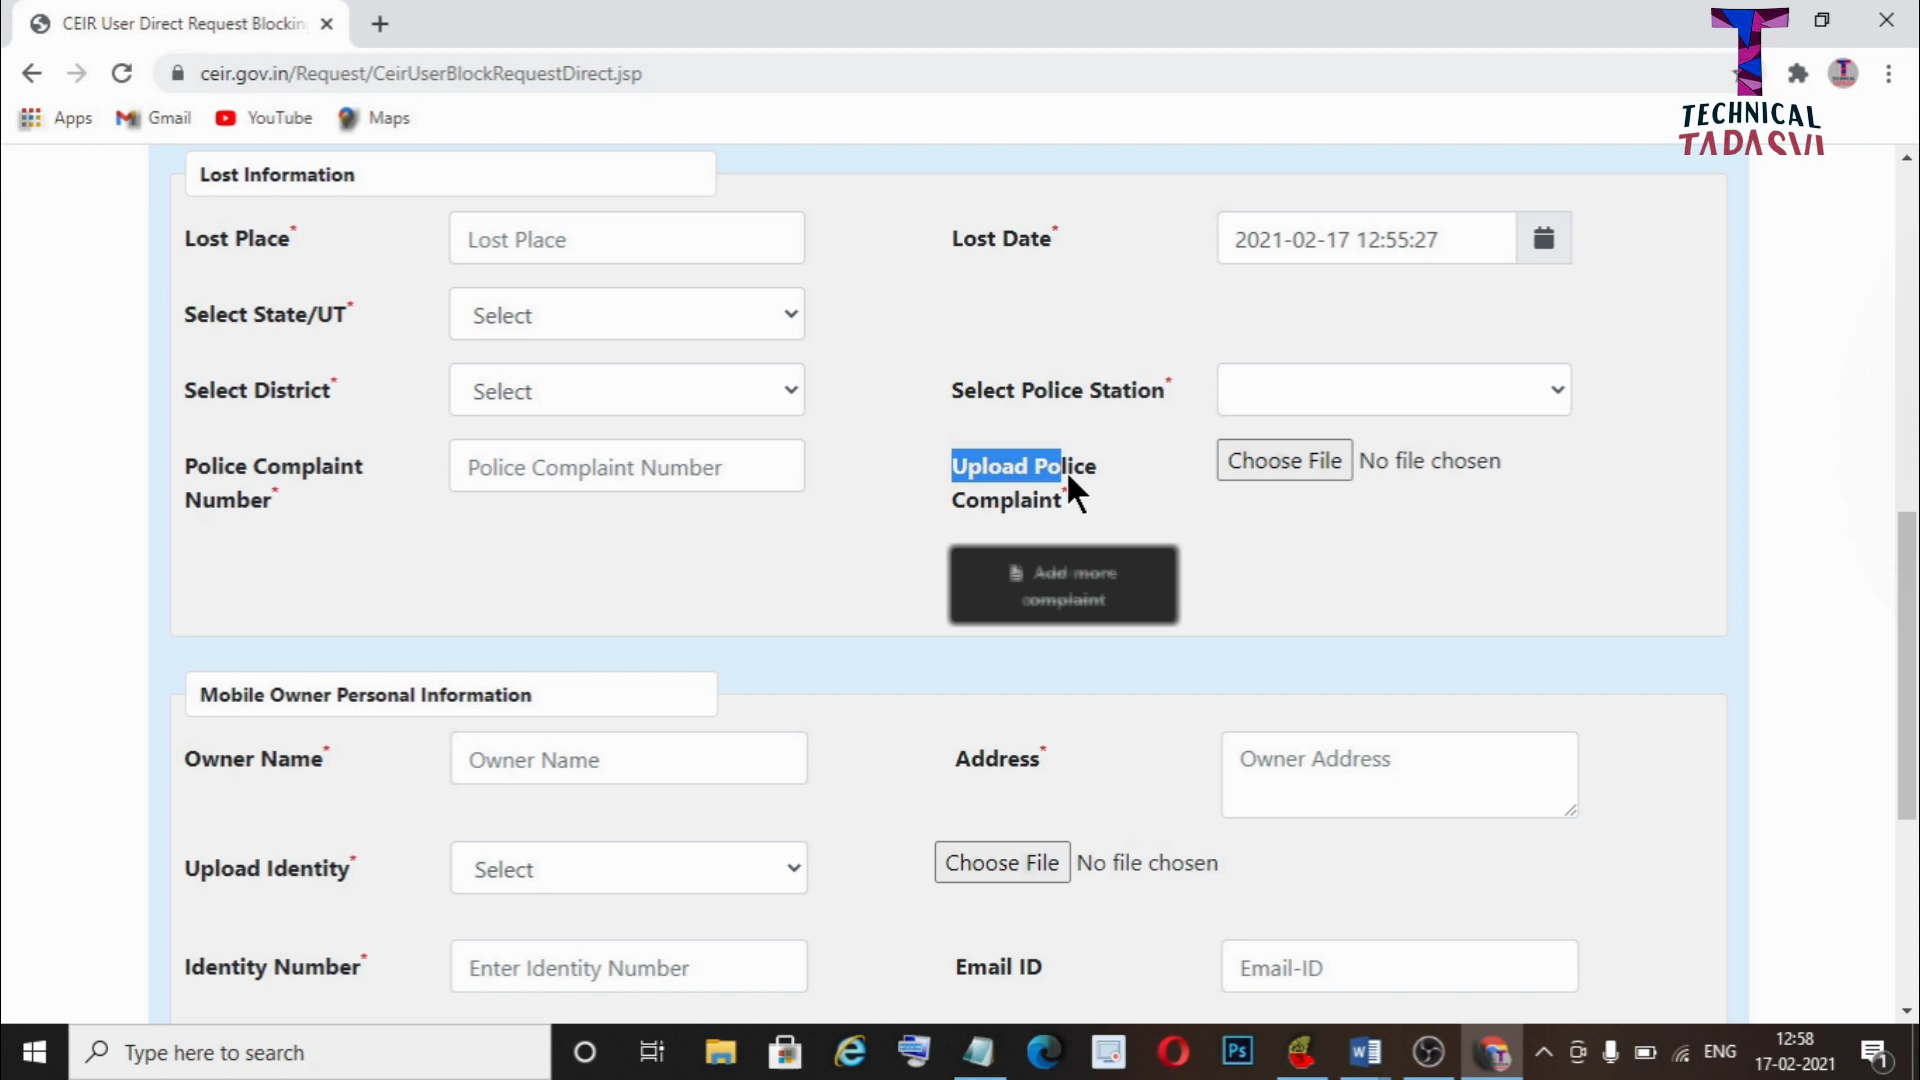 CEIR User Direct Request Blockin
ceir.gov.in/Request/CeirUserBlockRequestDirect.jsp
Apps Gmail YouTube Maps
TECHNICAL
Lost Information
Lost Place* Lost Place Lost Date* 2021-02-17 12:55:27
Select State/UT* Select
Select District* Select Select Police Station*
Police Complaint Number* Police Complaint Number Upload Police Complaint* Choose File No file chosen
Add more
complaint
Mobile Owner Personal Information
Owner Name* Owner Name Address* Owner Address
Upload Identity* Select Choose File No file chosen
Identity Number* Enter Identity Number Email ID Email-ID
Type here to search Ps ENG 12:58
17-02-2021 1